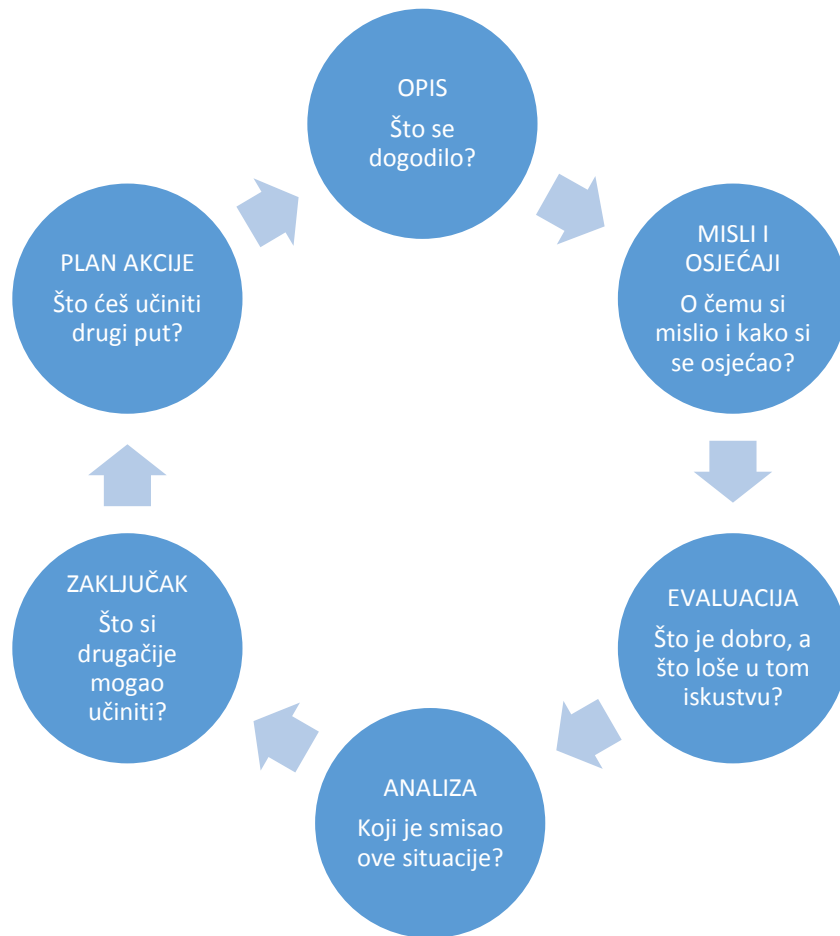 OPIS
Što se
dogodilo?
MISLI I
OSJEĆAJI
O čemu si
mislio i kako si
se osjećao?
EVALUACIJA
Što je dobro, a
što loše u tom
iskustvu?
ANALIZA
Koji je smisao
ove situacije?
ZAKLJUČAK
Što si
drugačije
mogao
učiniti?
PLAN AKCIJE
Što ćeš učiniti
drugi put?